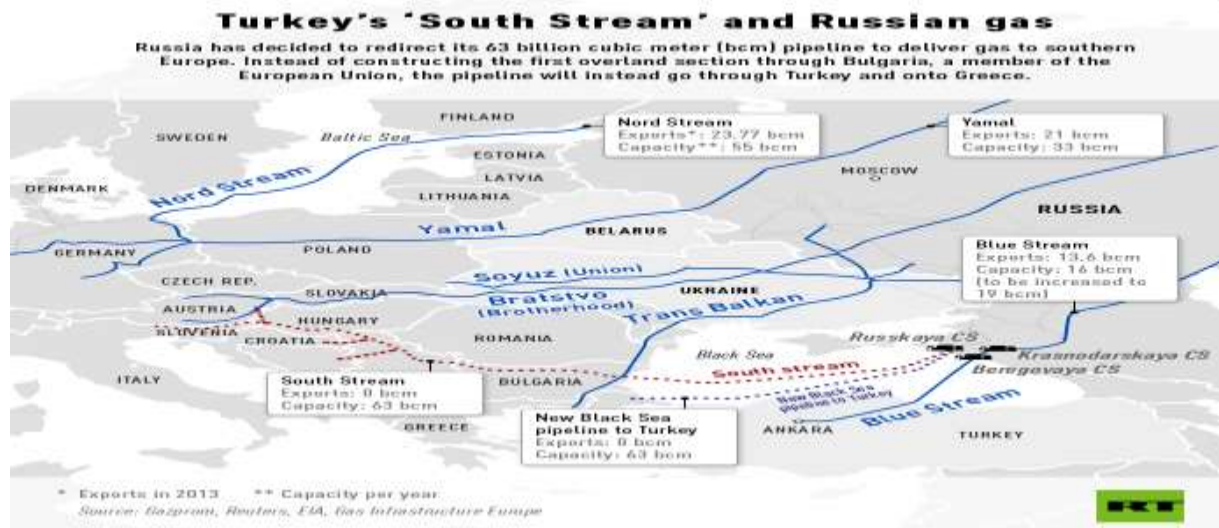 Turkey's 'South Stream' and Russian gas
Russia has decided to redirect its 63 billion cubic meter (bcm) pipeline to deliver gas to southern
Europe. Instead of constructing the first overland section through Bulgaria, a member of the
European Union, the pipeline will instead go through Turkey and onto Greece.
FINLAND
SWEDEN
Baltic Sea
Nord Stream
Exports*: 23.77 bcm
Capacity**: 55 bcm
Yamal
Exports: 21 bcm
Capacity: 33 bcm
ESTONIA
LATVIA
LITHUANIA
MOSCOW
DENMARK
Nord Stream
RUSSIA
Yamal
BELARUS
GERMANY
POLAND
Blue Stream
Exports: 13.6 bcm
Capacity: 16 bcm
(to be increased to
19 bcm)
CZECH REP.
Soyuz (Union)
UKRAINE
SLOVAKIA
Bratstvo
(Brotherhood)
Trans Balkan
AUSTRIA
HUNGARY
SLOVENIA
CROATIA
ROMANIA
Black Sea
Russkaya CS
Krasnodarskaya CS
Beregovaya CS
South stream
ITALY
BULGARIA
South Stream
Exports: 0 bcm
Capacity: 63 bcm
New Black Sea
pipeline to Turkey
Blue Stream
New Black Sea
pipeline to Turkey
Exports: 0 bcm
Capacity: 63 bcm
GREECE
ANKARA
TURKEY
* Exports in 2013 ** Capacity per year
Source: Gazprom, Reuters, EIA, Gas Infrastructure Europe
RT